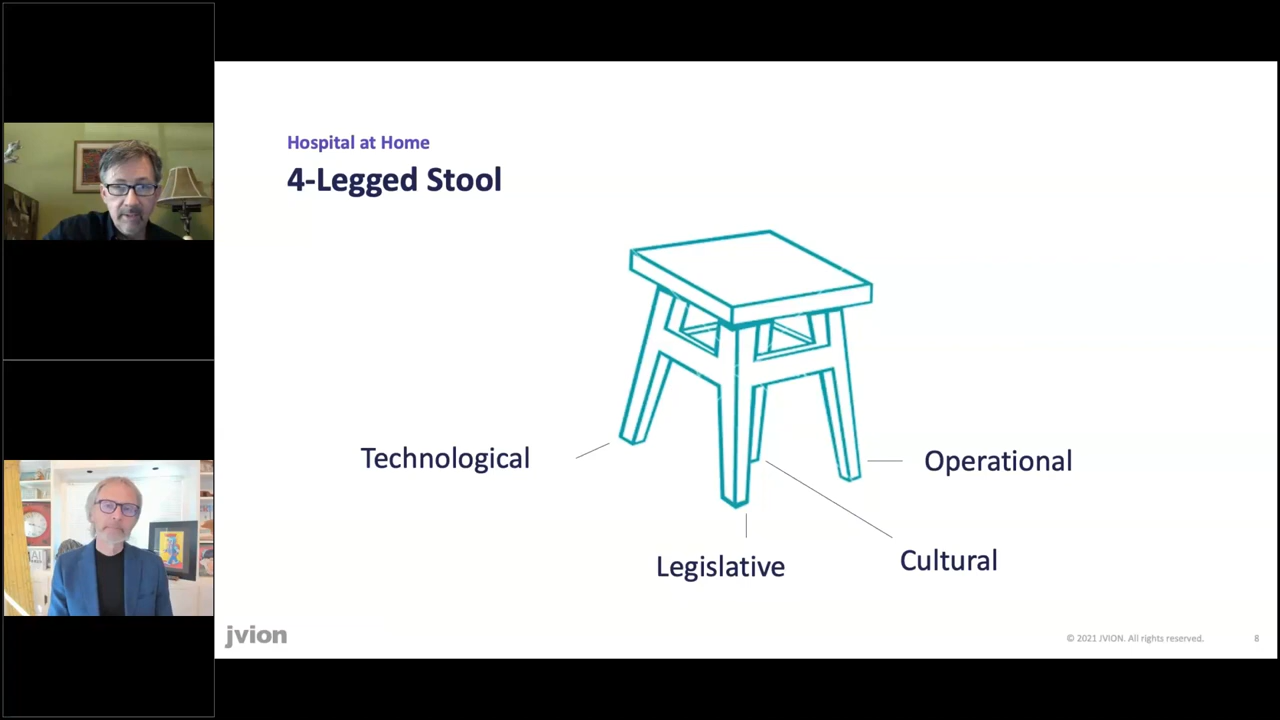 Hospital at Home
4-Legged Stool
Technological
Operational
Legislative
Cultural
jvion
© 2021 JVION. All rights reserved.
8